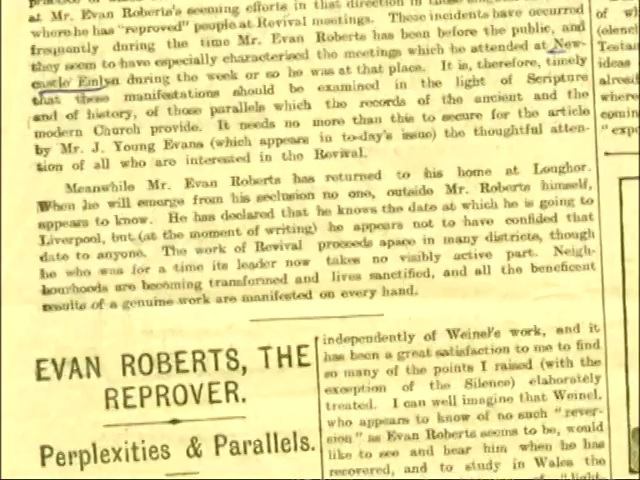 at Mr. Evan Roberts's seeming efforts in that direction in those
where he has "reproved" people at Revival meetings. These incidents have occurred
frequently during the time Mr. Evan Roberts has been before the public, and
they seem to have especially characterised the meetings which he attended at New-
castle Emlyn during the week or so he was at that place. It is, therefore, timely
that these manifestations should be examined in the light of Scripture
and of history, of those parallels which the records of the ancient and the
modern Church provide. It needs no more than this to secure for the article
by Mr. J. Young Evans (which appears in to-day's issue) the thoughtful atten-
tion of all who are interested in the Revival.
Meanwhile Mr. Evan Roberts has returned to his home at Loughor.
When he will emerge from his seclusion no one, outside Mr. Roberts himself,
appears to know. He has declared that he knows the date at which he is going to
Liverpool, but (at the moment of writing) he appears not to have confided that
date to anyone. The work of Revival proceeds apace in many districts, though
he who was for a time its leader now takes no visibly active part. Neigh-
bourhoods are becoming transformed and lives sanctified, and all the beneficent
results of a genuine work are manifested on every hand.
EVAN ROBERTS, THE
REPROVER.
Perplexities & Parallels.
independently of Weinel's work, and it
has been a great satisfaction to me to find
so many of the points I raised (with the
exception of the Silence) elaborately
treated. I can well imagine that Weinel,
who appears to know of no such "rever-
sion" as Evan Roberts seems to be, would
like to see and hear him when he has
recovered, and to study in Wales the
of w
(elenc
Testa
ideas
alread
where
comin
"exp